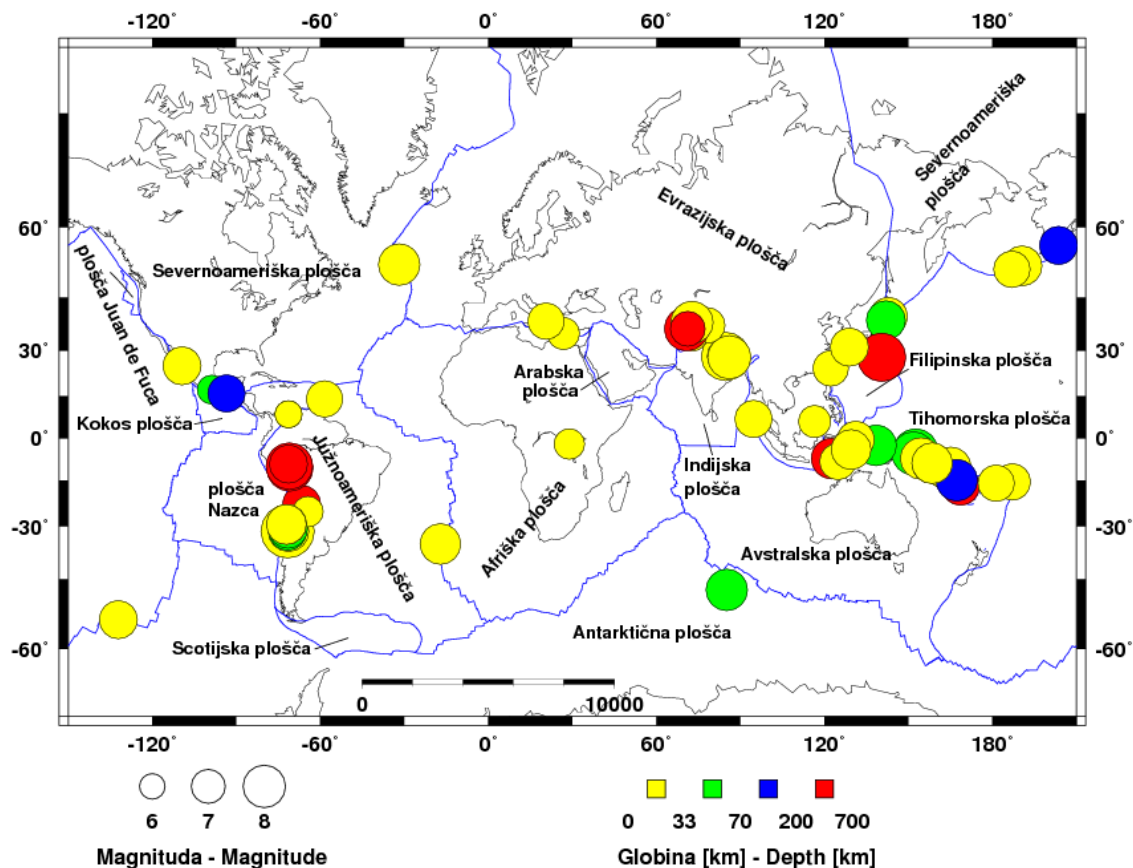 -120° -60° 0° 60° 120° 180°
Severnoameriška
plošča
Evrazijska plošča
60° 60°
plošča Juan de Fuca
Severnoameriška plošča
30° 30°
Arabska
plošča
Filipinska plošča
Kokos plošča
Tihomorska plošča
0° 0°
Južnoameriška plošča
Indijska
plošča
plošča
Nazca
Afriška plošča
-30° -30°
Avstralska plošča
Antarktična plošča
Scotijska plošča
-60° -60°
0 10000
-120° -60° 0° 60° 120° 180°
6 7 8
0 33 70 200 700
Magnituda - Magnitude
Globina [km] - Depth [km]